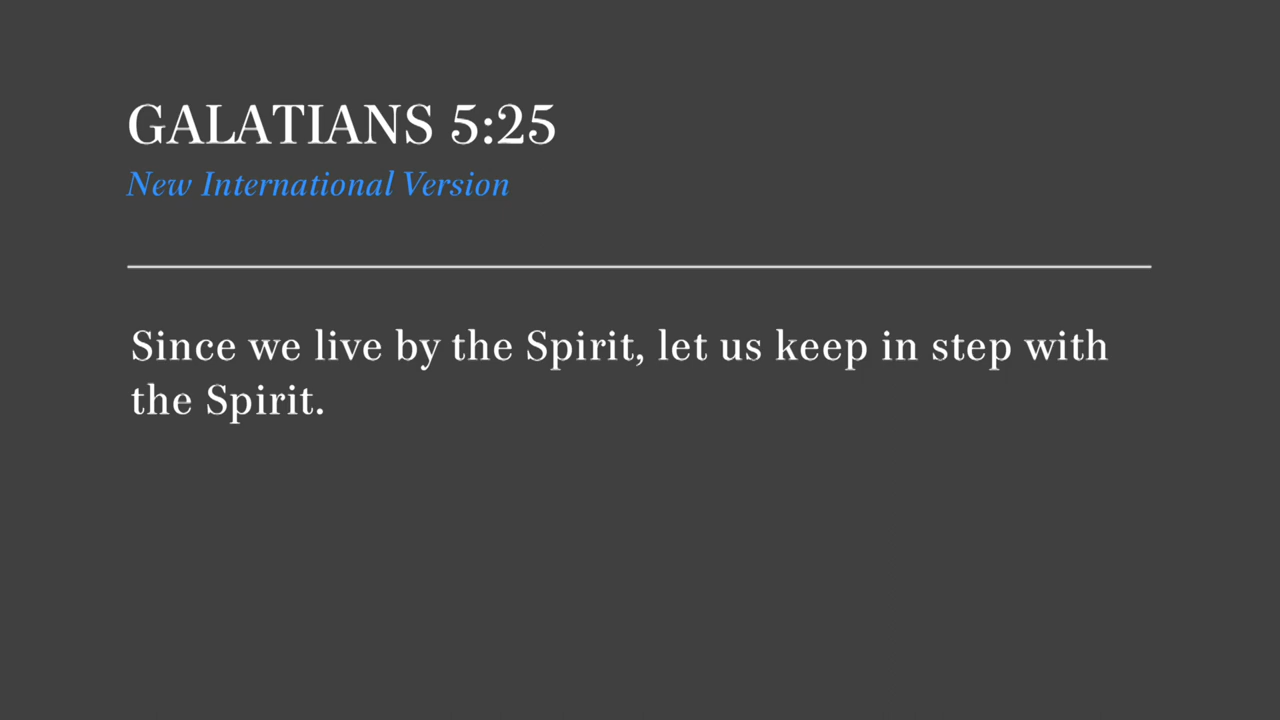 GALATIANS 5:25
New International Version
Since we live by the Spirit, let us keep in step with
the Spirit.